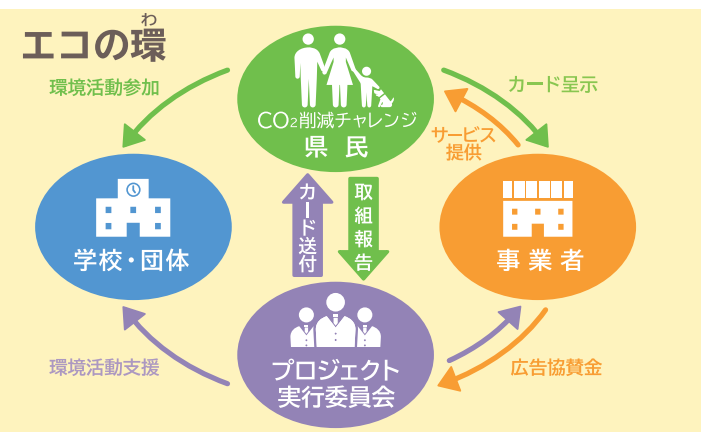 わ
エコの環
環境活動参加
CO2削減チャレンジ
県民
カード呈示
サービス
提供
学校・団体
カード送付
取組報告
事業者
環境活動支援
プロジェクト
実行委員会
広告協賛金